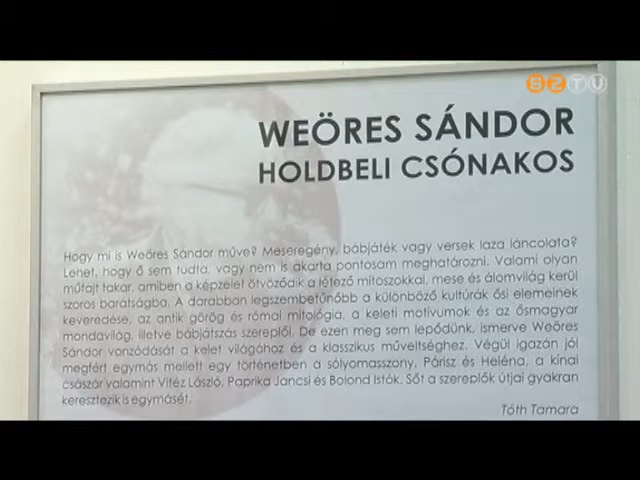 SZTV
WEÖRES SÁNDOR
HOLDBELI CSÓNAKOS
Hogy mi is Weöres Sándor műve? Meseregény, bábjáték vagy versek laza láncolata?
Lehet, hogy ő sem tudta, vagy nem is akarta pontosam meghatározni. Valami olyan
műfajt takar, amiben a képzelet ötvöződik a létező mítoszokkal, mese és álomvilág kerül
szoros barátságba. A darabban legszembetűnőbb a különböző kultúrák ősi elemeinek
keveredése, az antik görög és római mitológia, a keleti motívumok és az ősmagyar
mondavilág, illetve bábjátszás szereplői. De ezen meg sem lepődünk, ismerve Weöres
Sándor vonzódását a kelet világához és a klasszikus műveltséghez. Végül igazán jól
megfért egymás mellett egy történetben a sólyomasszony, Párisz és Heléna, a kínai
császár valamint Vitéz László, Paprika Jancsi és Bolond Istók. Sőt a szereplők útjai gyakran
keresztezik is egymását.
Tóth Tamara